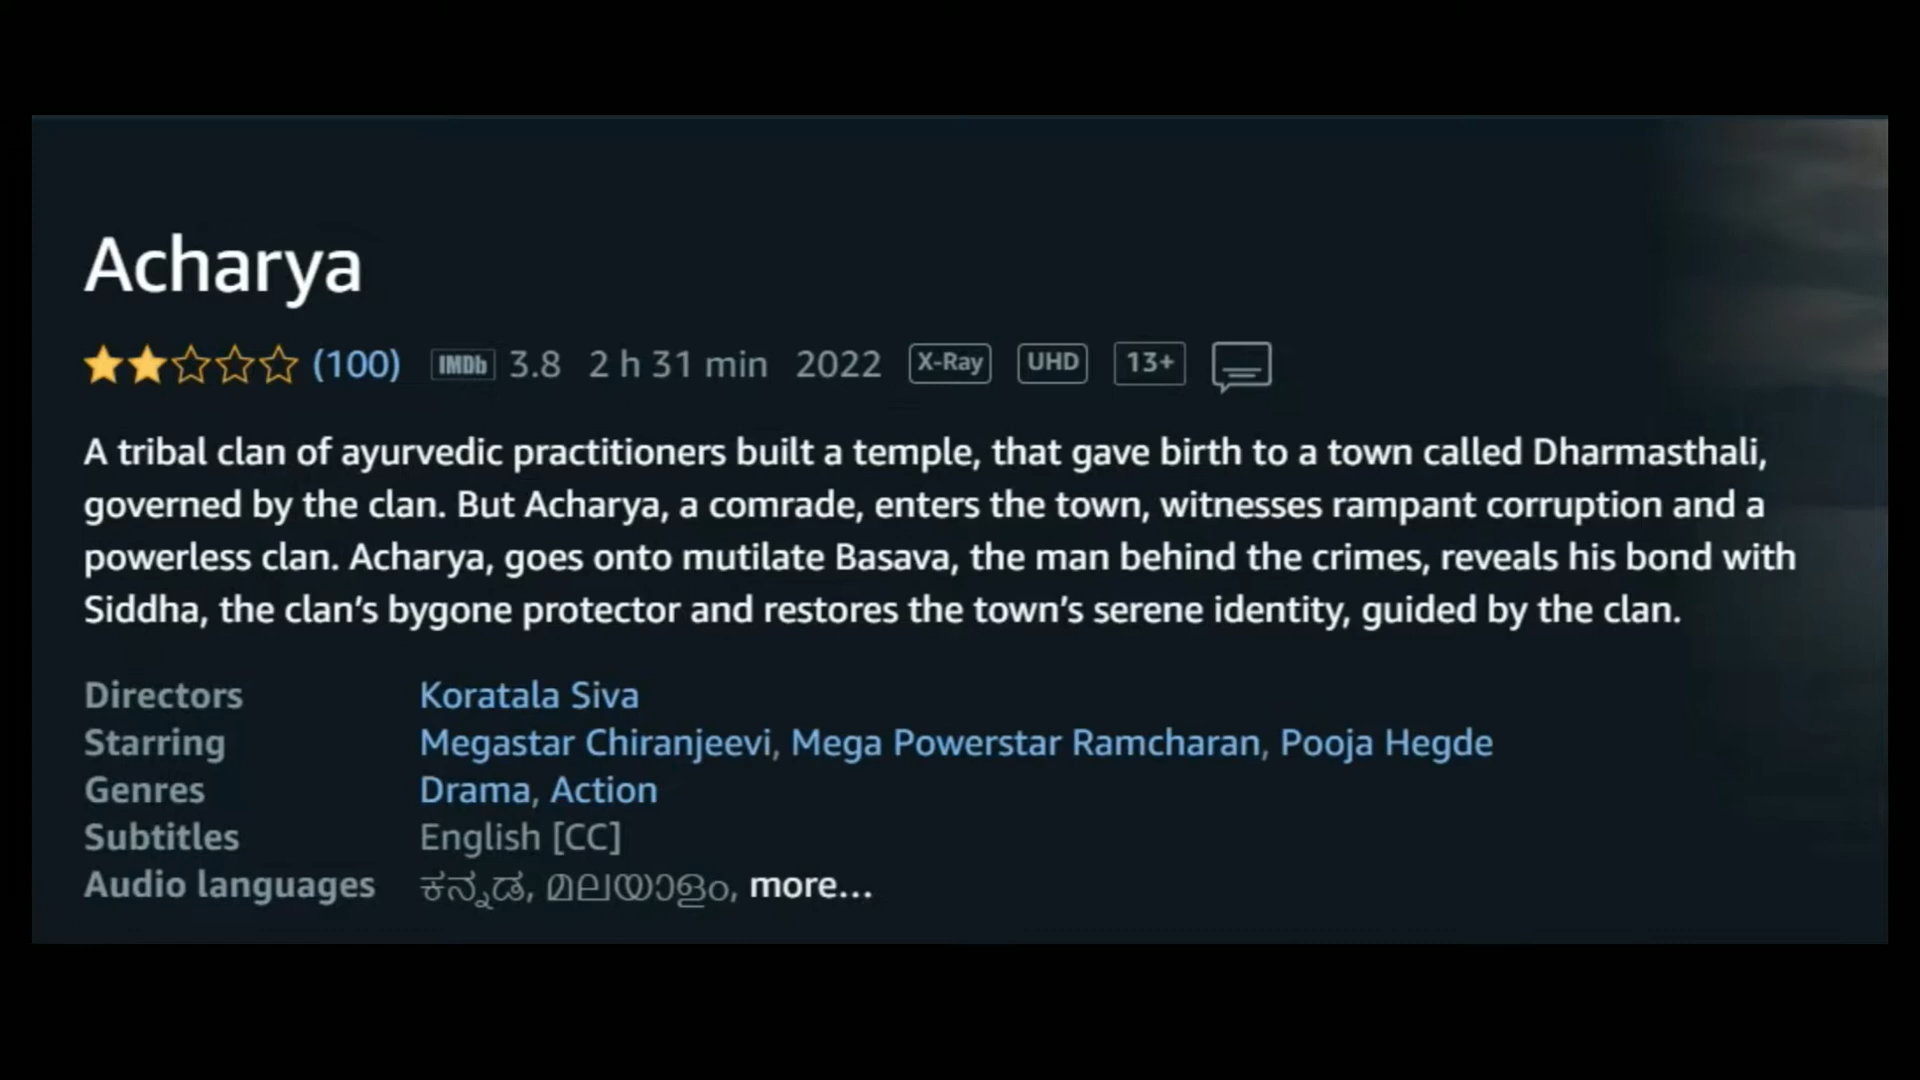 Acharya
(100) IMDb 3.8 2 h 31 min 2022 X-Ray UHD 13+
A tribal clan of ayurvedic practitioners built a temple, that gave birth to a town called Dharmasthali,
governed by the clan. But Acharya, a comrade, enters the town, witnesses rampant corruption and a
powerless clan. Acharya, goes onto mutilate Basava, the man behind the crimes, reveals his bond with
Siddha, the clan’s bygone protector and restores the town’s serene identity, guided by the clan.
Directors Koratala Siva
Starring Megastar Chiranjeevi, Mega Powerstar Ramcharan, Pooja Hegde
Genres Drama, Action
Subtitles English [CC]
Audio languages ಕನ್ನಡ, മലയാളം, more...